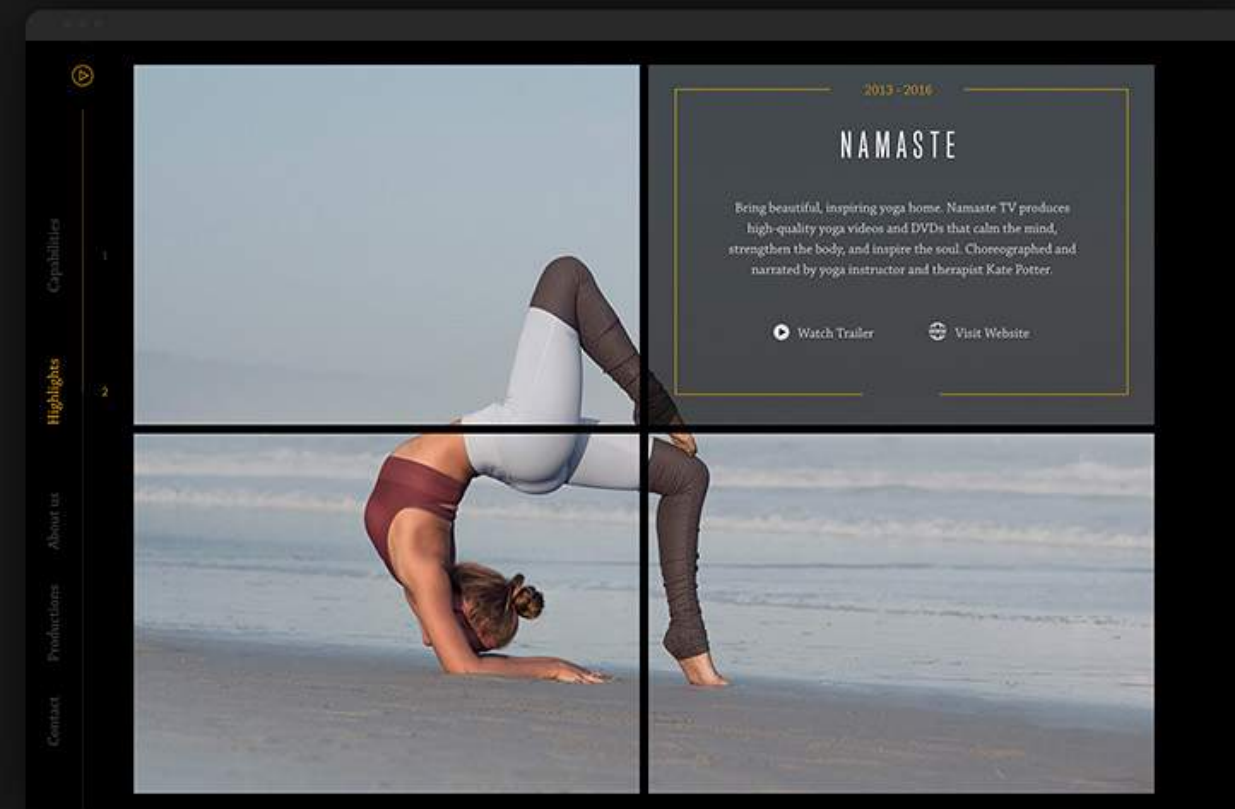 Capabilities
1
Highlights
2
About us
Productions
Contact
2013 - 2016
NAMASTE
Bring beautiful, inspiring yoga home. Namaste TV produces
high-quality yoga videos and DVDs that calm the mind,
strengthen the body, and inspire the soul. Choreographed and
narrated by yoga instructor and therapist Kate Potter.
Watch Trailer
Visit Website